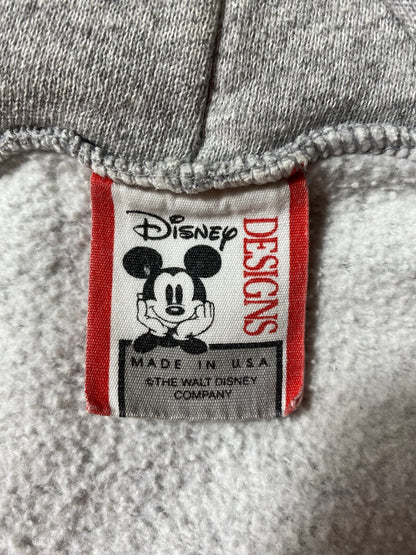 Disney
DESIGNS
MADE IN U.S.A.
©THE WALT DISNEY
COMPANY